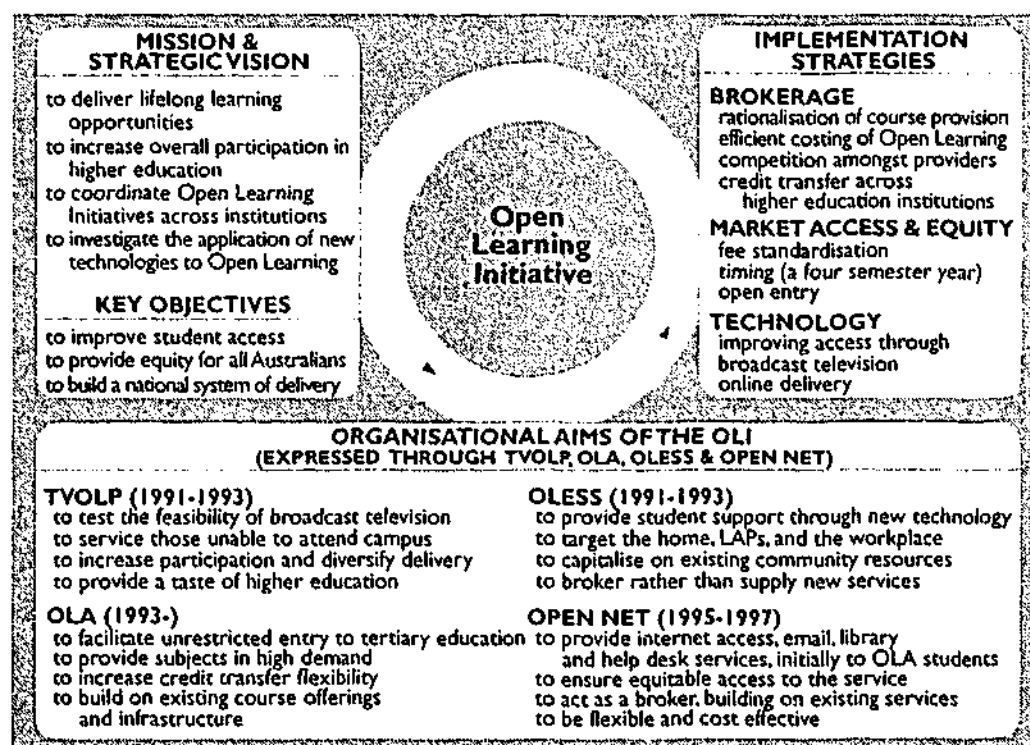 MISSION &
STRATEGIC VISION
to deliver lifelong learning
opportunities
to increase overall participation in
higher education
to coordinate Open Learning
Initiatives across institutions
to investigate the application of new
technologies to Open Learning
KEY OBJECTIVES
to improve student access
to provide equity for all Australians
to build a national system of delivery
Open
Learning
Initiative
IMPLEMENTATION
STRATEGIES
BROKERAGE
rationalisation of course provision
efficient costing of Open Learning
competition amongst providers
credit transfer across
higher education institutions
MARKET ACCESS & EQUITY
fee standardisation
timing (a four semester year)
open entry
TECHNOLOGY
improving access through
broadcast television
online delivery
ORGANISATIONAL AIMS OF THE OLI
(EXPRESSED THROUGH TVOLP, OLA, OLESS & OPEN NET)
TVOLP (1991-1993)
to test the feasibility of broadcast television
to service those unable to attend campus
to increase participation and diversify delivery
to provide a taste of higher education
OLA (1993-)
to facilitate unrestricted entry to tertiary education
to provide subjects in high demand
to increase credit transfer flexibility
to build on existing course offerings
and infrastructure
OLESS (1991-1993)
to provide student support through new technology
to target the home, LAPs, and the workplace
to capitalise on existing community resources
to broker rather than supply new services
OPEN NET (1995-1997)
to provide internet access, email, library
and help desk services, initially to OLA students
to ensure equitable access to the service
to act as a broker, building on existing services
to be flexible and cost effective